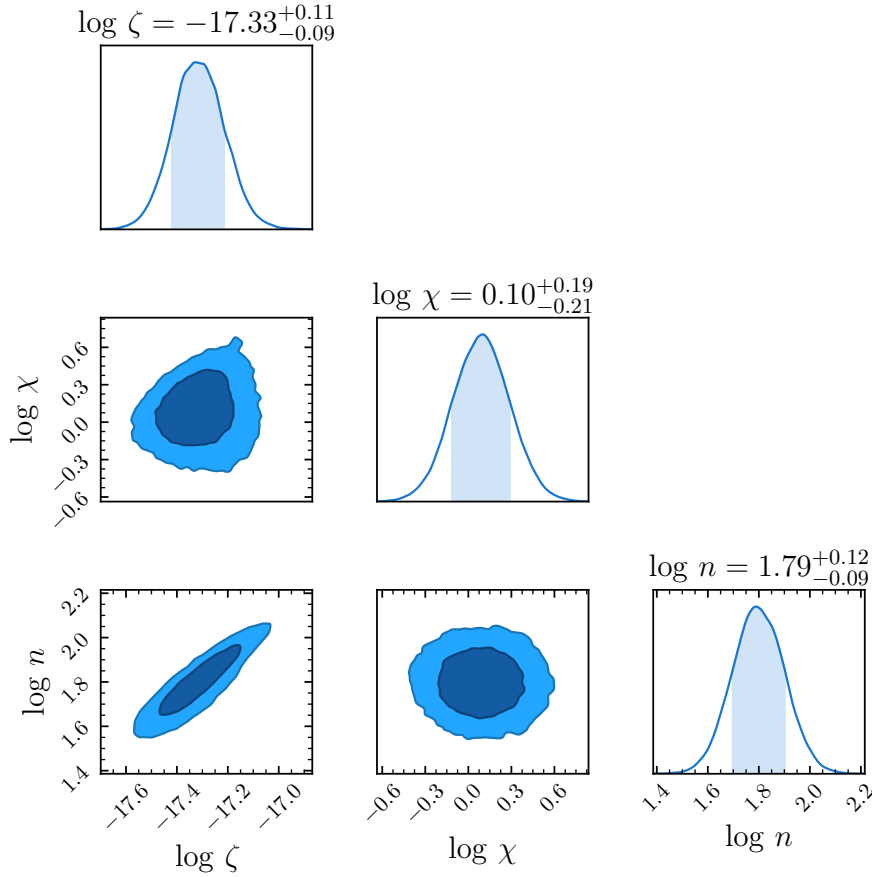 log ζ = −17.33 +0.11 −0.09
log χ
0.6
0.3
0.0
−0.3
−0.6
log χ = 0.10 +0.19 −0.21
log n
2.2
2.0
1.8
1.6
1.4
log n = 1.79 +0.12 −0.09
−17.6 −17.4 −17.2 −17.0
−0.6 −0.3 0.0 0.3 0.6
1.4 1.6 1.8 2.0 2.2
log ζ
log χ
log n